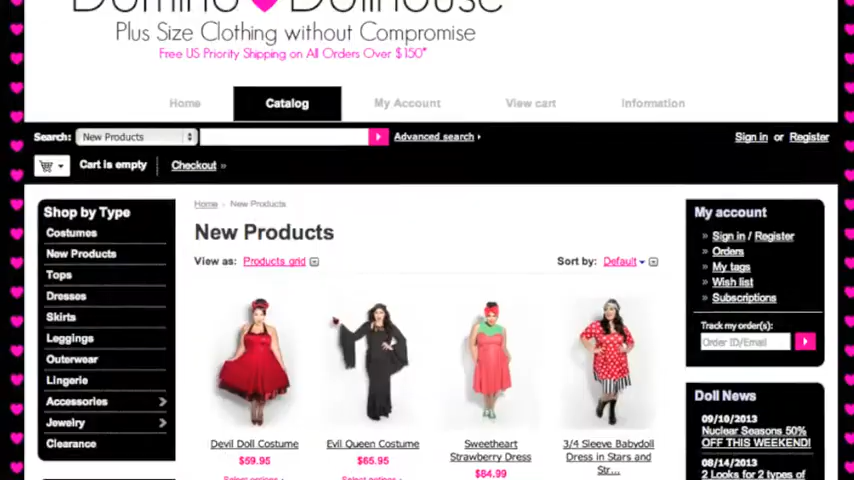 Domino Dollhouse
Plus Size Clothing without Compromise
Free US Priority Shipping on All Orders Over $150*
Home
Catalog
My Account
View cart
Information
Search:
New Products
Advanced search
Sign in or Register
Cart is empty
Checkout »
Shop by Type
Costumes
New Products
Tops
Dresses
Skirts
Leggings
Outerwear
Lingerie
Accessories
Jewelry
Clearance
Home » New Products
New Products
View as: Products grid
Sort by: Default
Devil Doll Costume
$59.95
Select options
Evil Queen Costume
$65.95
Select options
Sweetheart
Strawberry Dress
$84.99
3/4 Sleeve Babydoll
Dress in Stars and
Str...
My account
» Sign in / Register
» Orders
» My tags
» Wish list
» Subscriptions
Track my order(s):
Order ID/Email
Doll News
09/10/2013
Nuclear Seasons 50%
OFF THIS WEEKEND!
08/14/2013
2 Looks for 2 types of